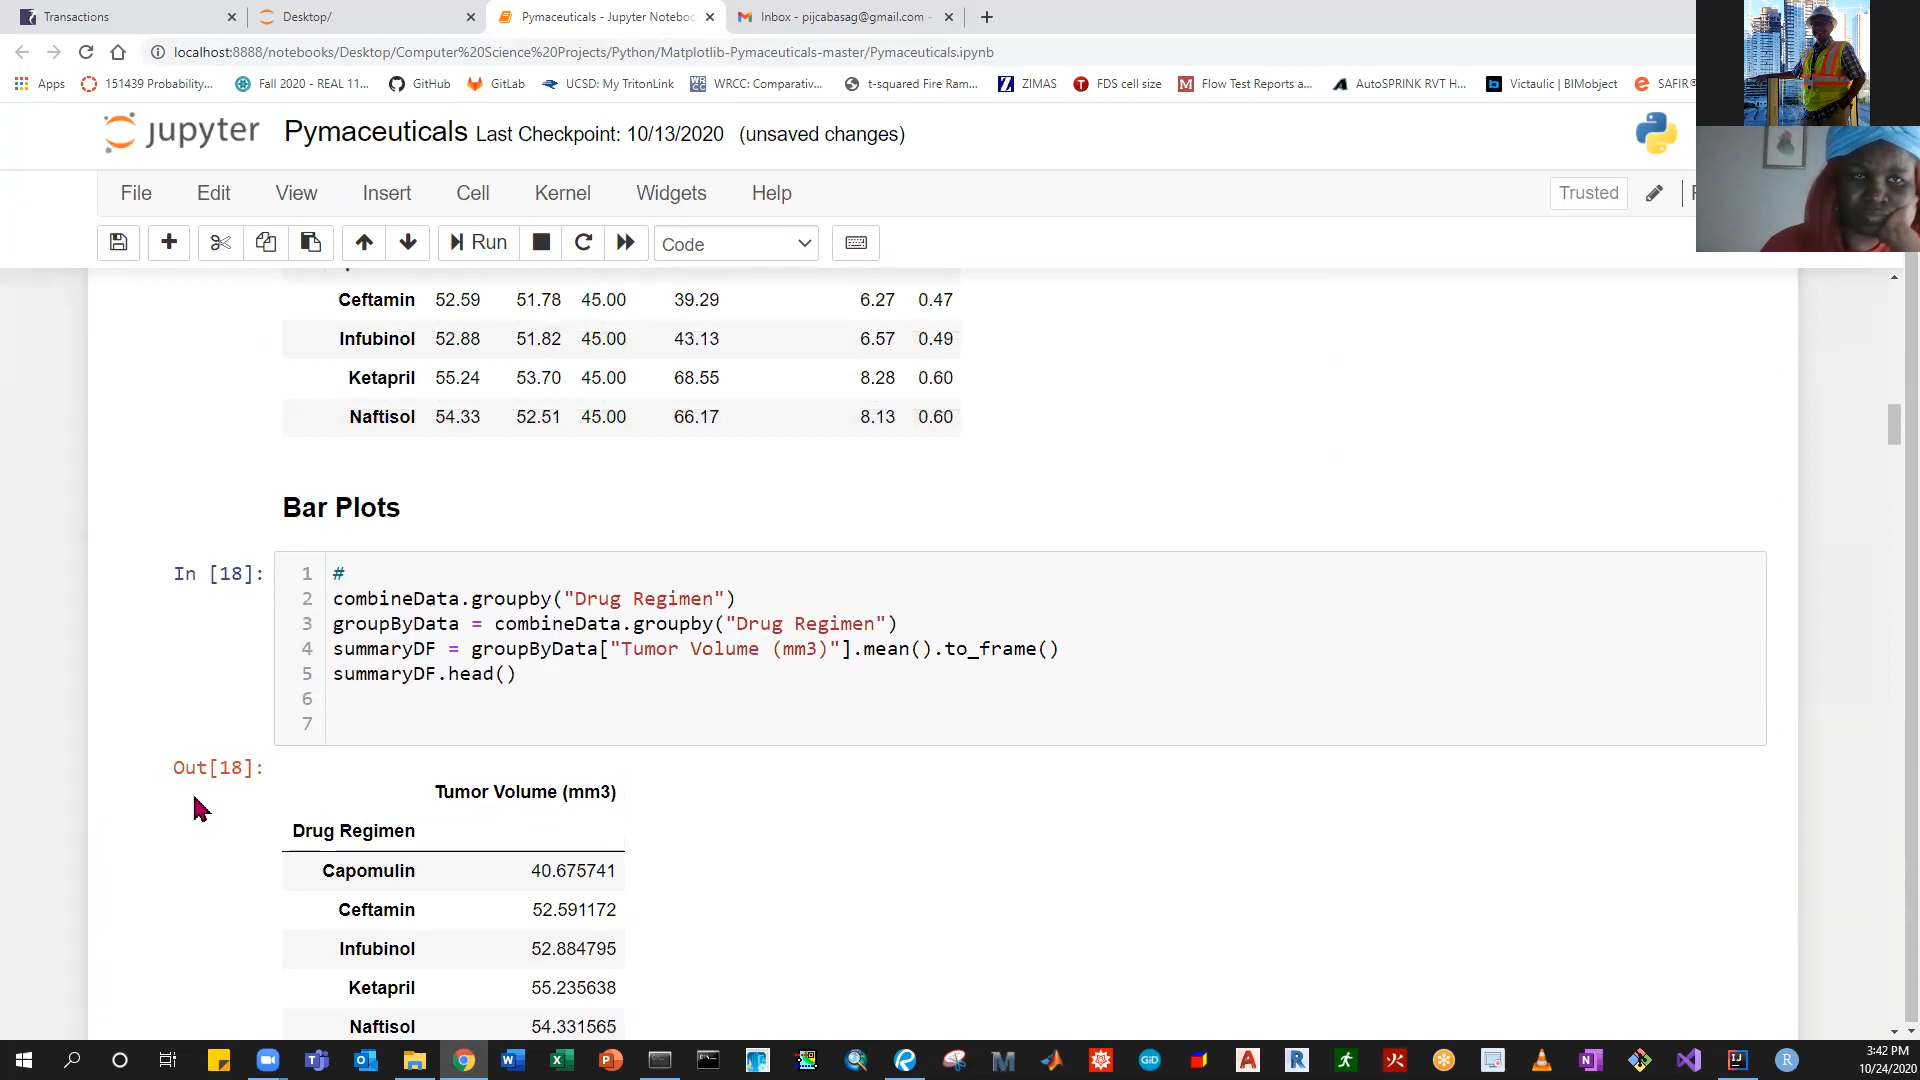 Transactions
Desktop/
Pymaceuticals - Jupyter Noteboo
Inbox - pijcabasag@gmail.com -
localhost:8888/notebooks/Desktop/Computer%20Science%20Projects/Python/Matplotlib-Pymaceuticals-master/Pymaceuticals.ipynb
Apps 151439 Probability... Fall 2020 - REAL 11... GitHub GitLab UCSD: My TritonLink WRCC: Comparativ... t-squared Fire Ram... ZIMAS FDS cell size Flow Test Reports a... AutoSPRINK RVT H... Victaulic | BIMobject SAFIR®
jupyter Pymaceuticals Last Checkpoint: 10/13/2020 (unsaved changes)
File Edit View Insert Cell Kernel Widgets Help Trusted
Run Code
Ceftamin 52.59 51.78 45.00 39.29 6.27 0.47
Infubinol 52.88 51.82 45.00 43.13 6.57 0.49
Ketapril 55.24 53.70 45.00 68.55 8.28 0.60
Naftisol 54.33 52.51 45.00 66.17 8.13 0.60
Bar Plots
In [18]: 1 #
2 combineData.groupby("Drug Regimen")
3 groupByData = combineData.groupby("Drug Regimen")
4 summaryDF = groupByData["Tumor Volume (mm3)"].mean().to_frame()
5 summaryDF.head()
6
7
Out[18]:
Tumor Volume (mm3)
Drug Regimen
Capomulin 40.675741
Ceftamin 52.591172
Infubinol 52.884795
Ketapril 55.235638
Naftisol 54.331565
3:42 PM
10/24/2020